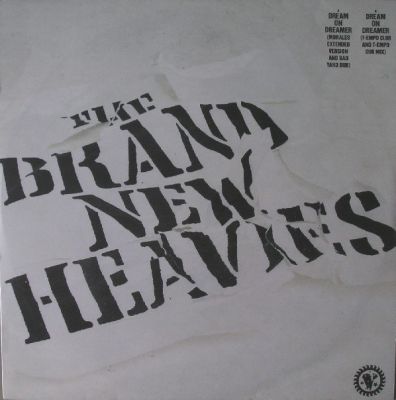 A
DREAM
ON
DREAMER
(MORALES
EXTENDED
VERSION
AND BAD
YARD DUB)
A
DREAM
ON
DREAMER
(T-EMPO CLUB
AND T-EMPO
DUB MIX)
THE
BRAND
NEW
HEAVIES